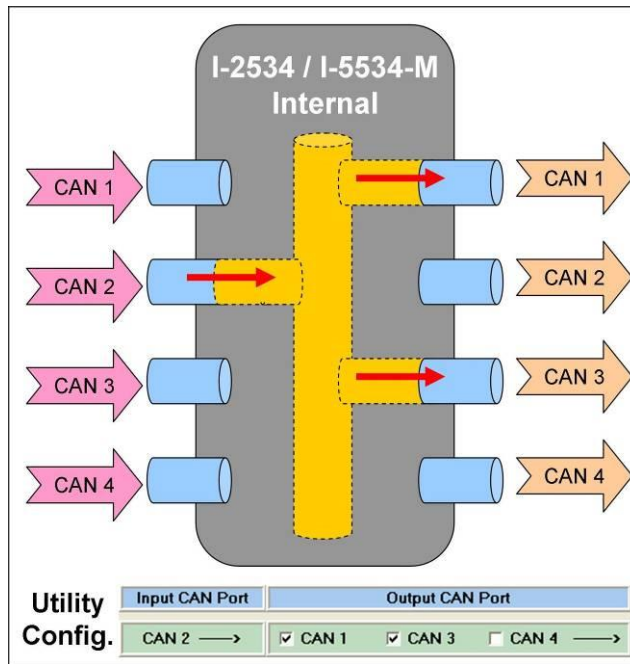 I-2534 / I-5534-M
Internal
CAN 1
CAN 1
CAN 2
CAN 2
CAN 3
CAN 3
CAN 4
CAN 4
Utility
Config.
Input CAN Port
Output CAN Port
CAN 2
CAN 1
CAN 3
CAN 4